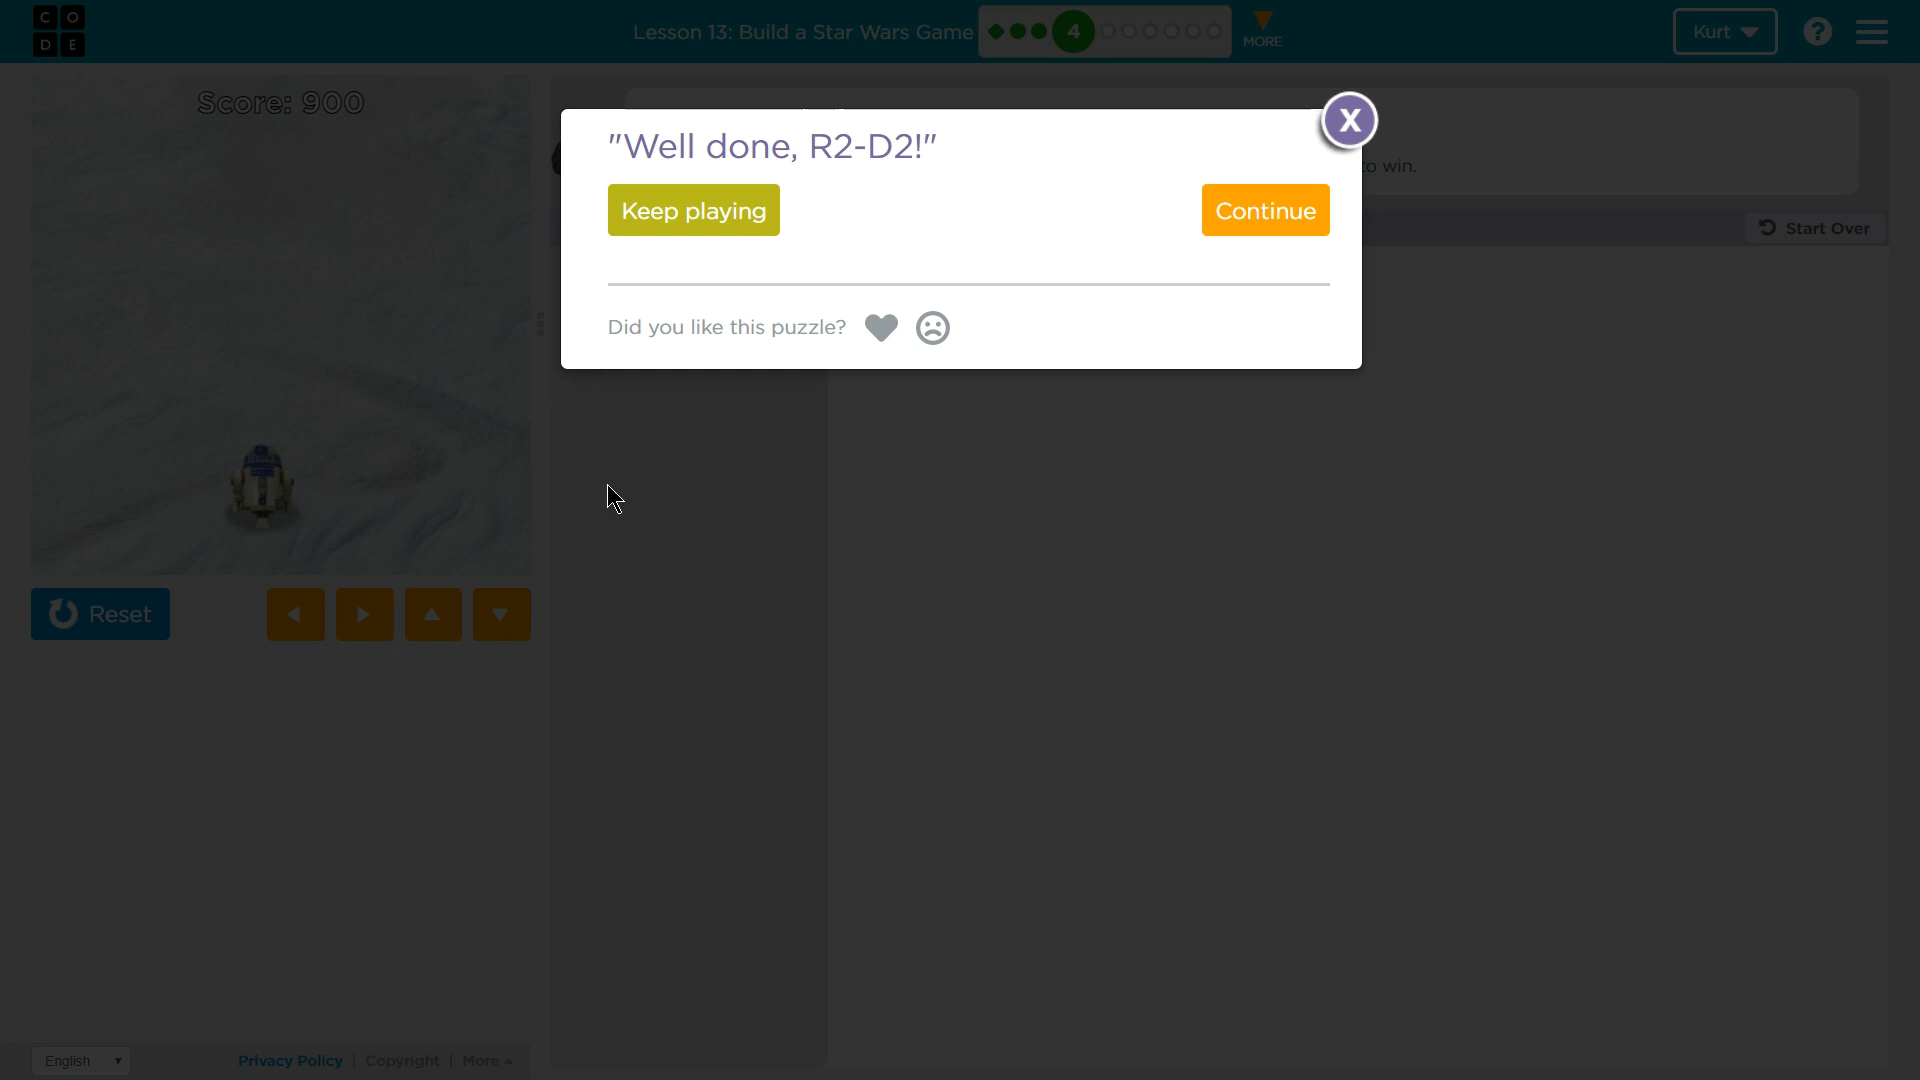 C O
D E
Lesson 13: Build a Star Wars Game
4
MORE
Kurt
?
Score: 900
"Well done, R2-D2!"
X
to win.
Keep playing
Continue
Start Over
Did you like this puzzle?
Reset
English
Privacy Policy | Copyright | More